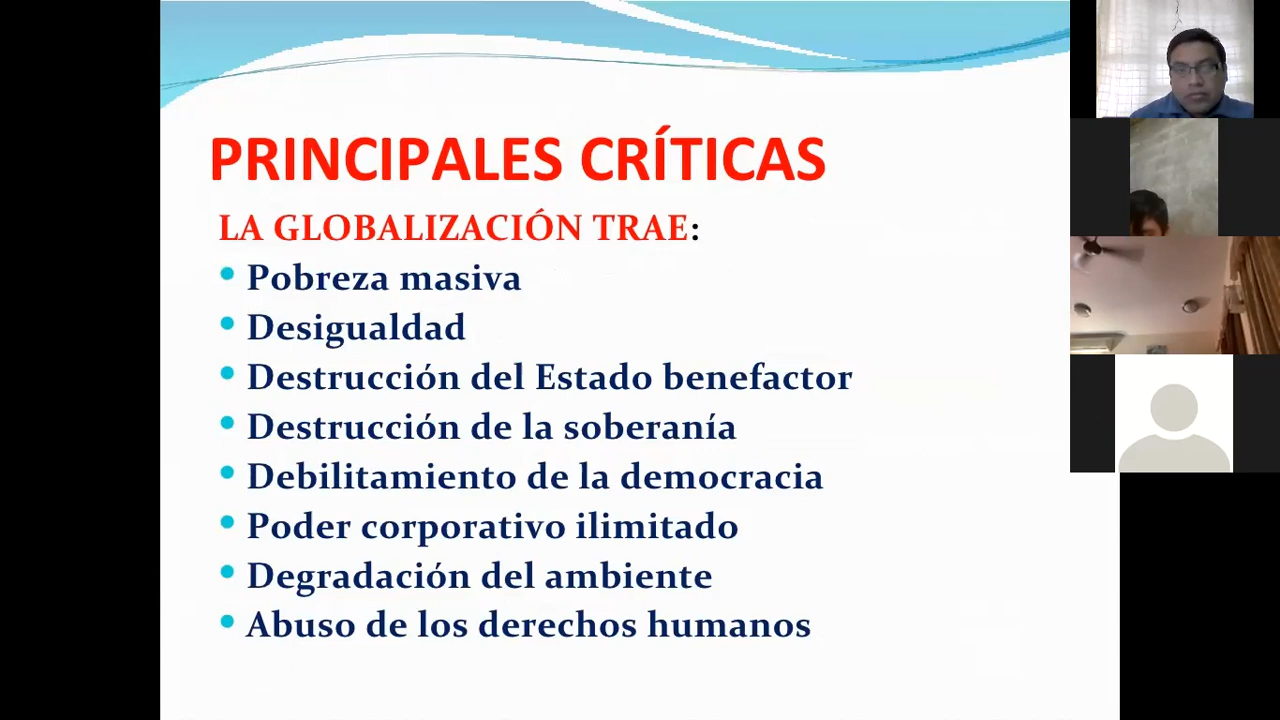 PRINCIPALES CRÍTICAS
LA GLOBALIZACIÓN TRAE:
• Pobreza masiva
• Desigualdad
• Destrucción del Estado benefactor
• Destrucción de la soberanía
• Debilitamiento de la democracia
• Poder corporativo ilimitado
• Degradación del ambiente
• Abuso de los derechos humanos